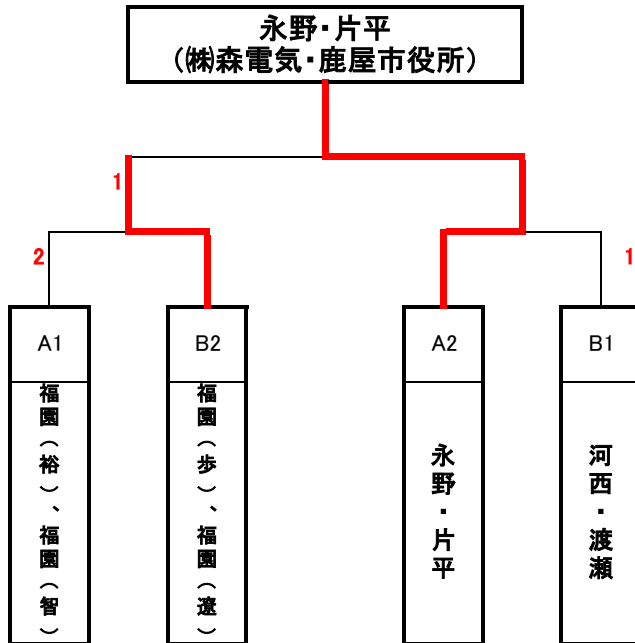 永野・片平
（㈱森電気・鹿屋市役所）
1
2
1
A1
B2
A2
B1
福園（裕）、福園（智）
福園（歩）、福園（遼）
永野・片平
河西・渡瀬